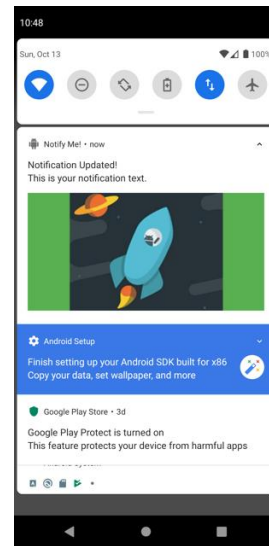 10:48
Sun, Oct 13
100%
Notify Me! • now
Notification Updated!
This is your notification text.
Android Setup
Finish setting up your Android SDK built for x86
Copy your data, set wallpaper, and more
Google Play Store • 3d
Google Play Protect is turned on
This feature protects your device from harmful apps